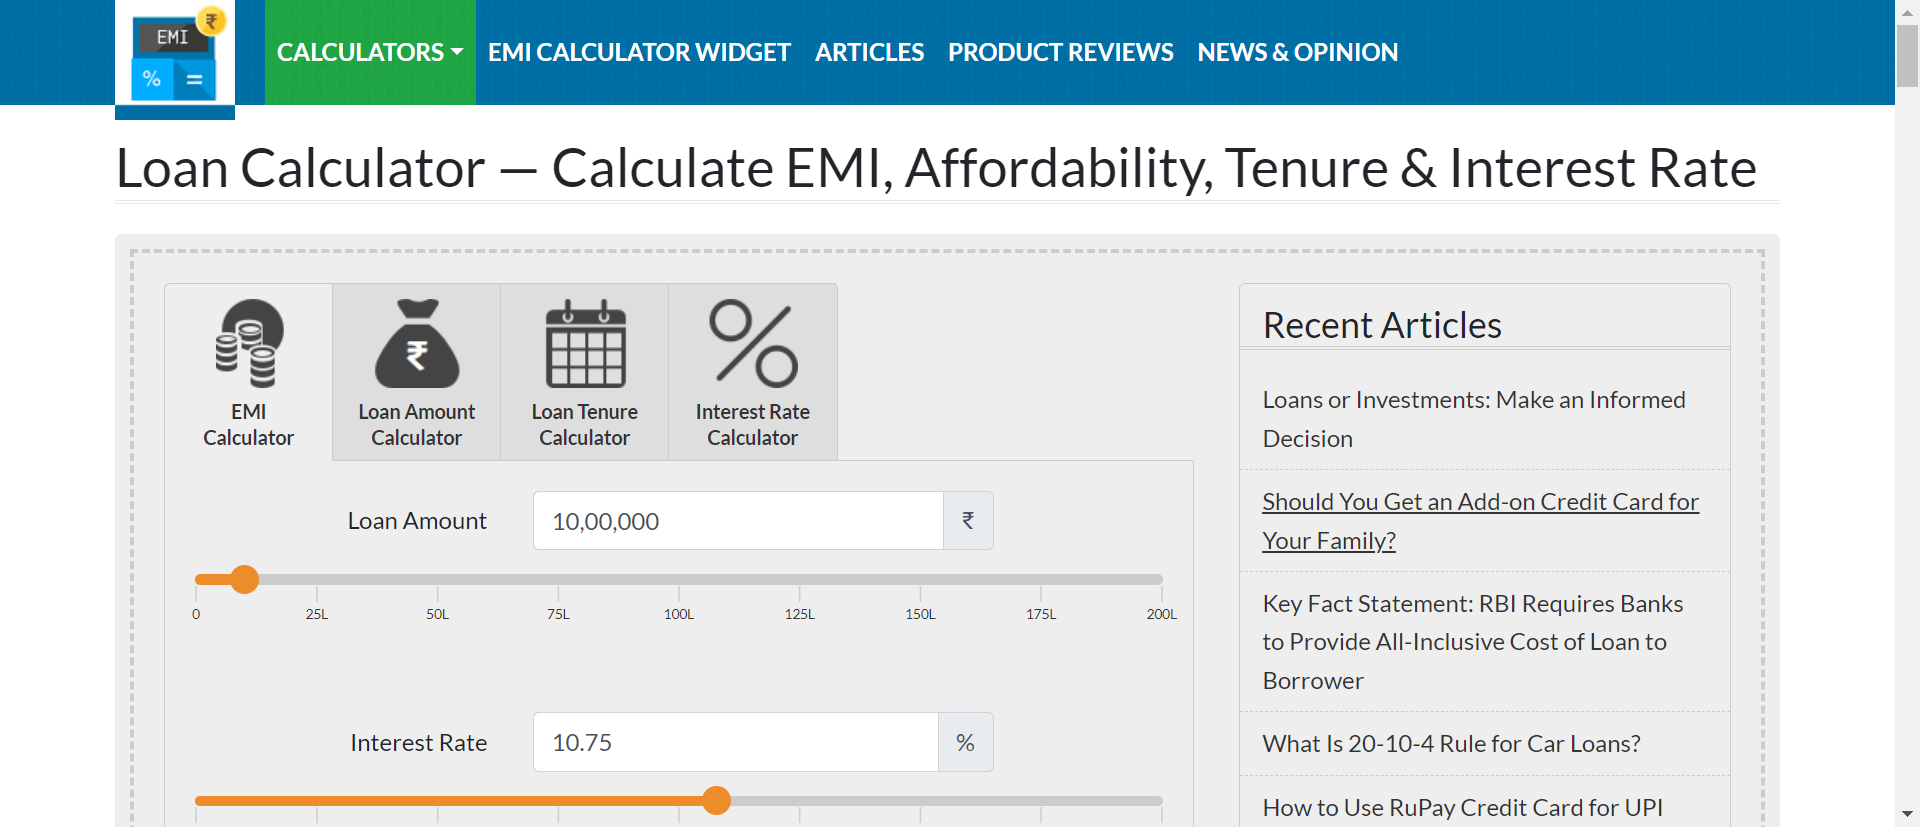 EMI
₹
%
=
CALCULATORS
EMI CALCULATOR WIDGET
ARTICLES
PRODUCT REVIEWS
NEWS & OPINION
Loan Calculator — Calculate EMI, Affordability, Tenure & Interest Rate
EMI
Calculator
₹
Loan Amount
Calculator
Loan Tenure
Calculator
Interest Rate
Calculator
Loan Amount
10,00,000
₹
0 25L 50L 75L 100L 125L 150L 175L 200L
Interest Rate
10.75
%
Recent Articles
Loans or Investments: Make an Informed
Decision
Should You Get an Add-on Credit Card for
Your Family?
Key Fact Statement: RBI Requires Banks
to Provide All-Inclusive Cost of Loan to
Borrower
What Is 20-10-4 Rule for Car Loans?
How to Use RuPay Credit Card for UPI